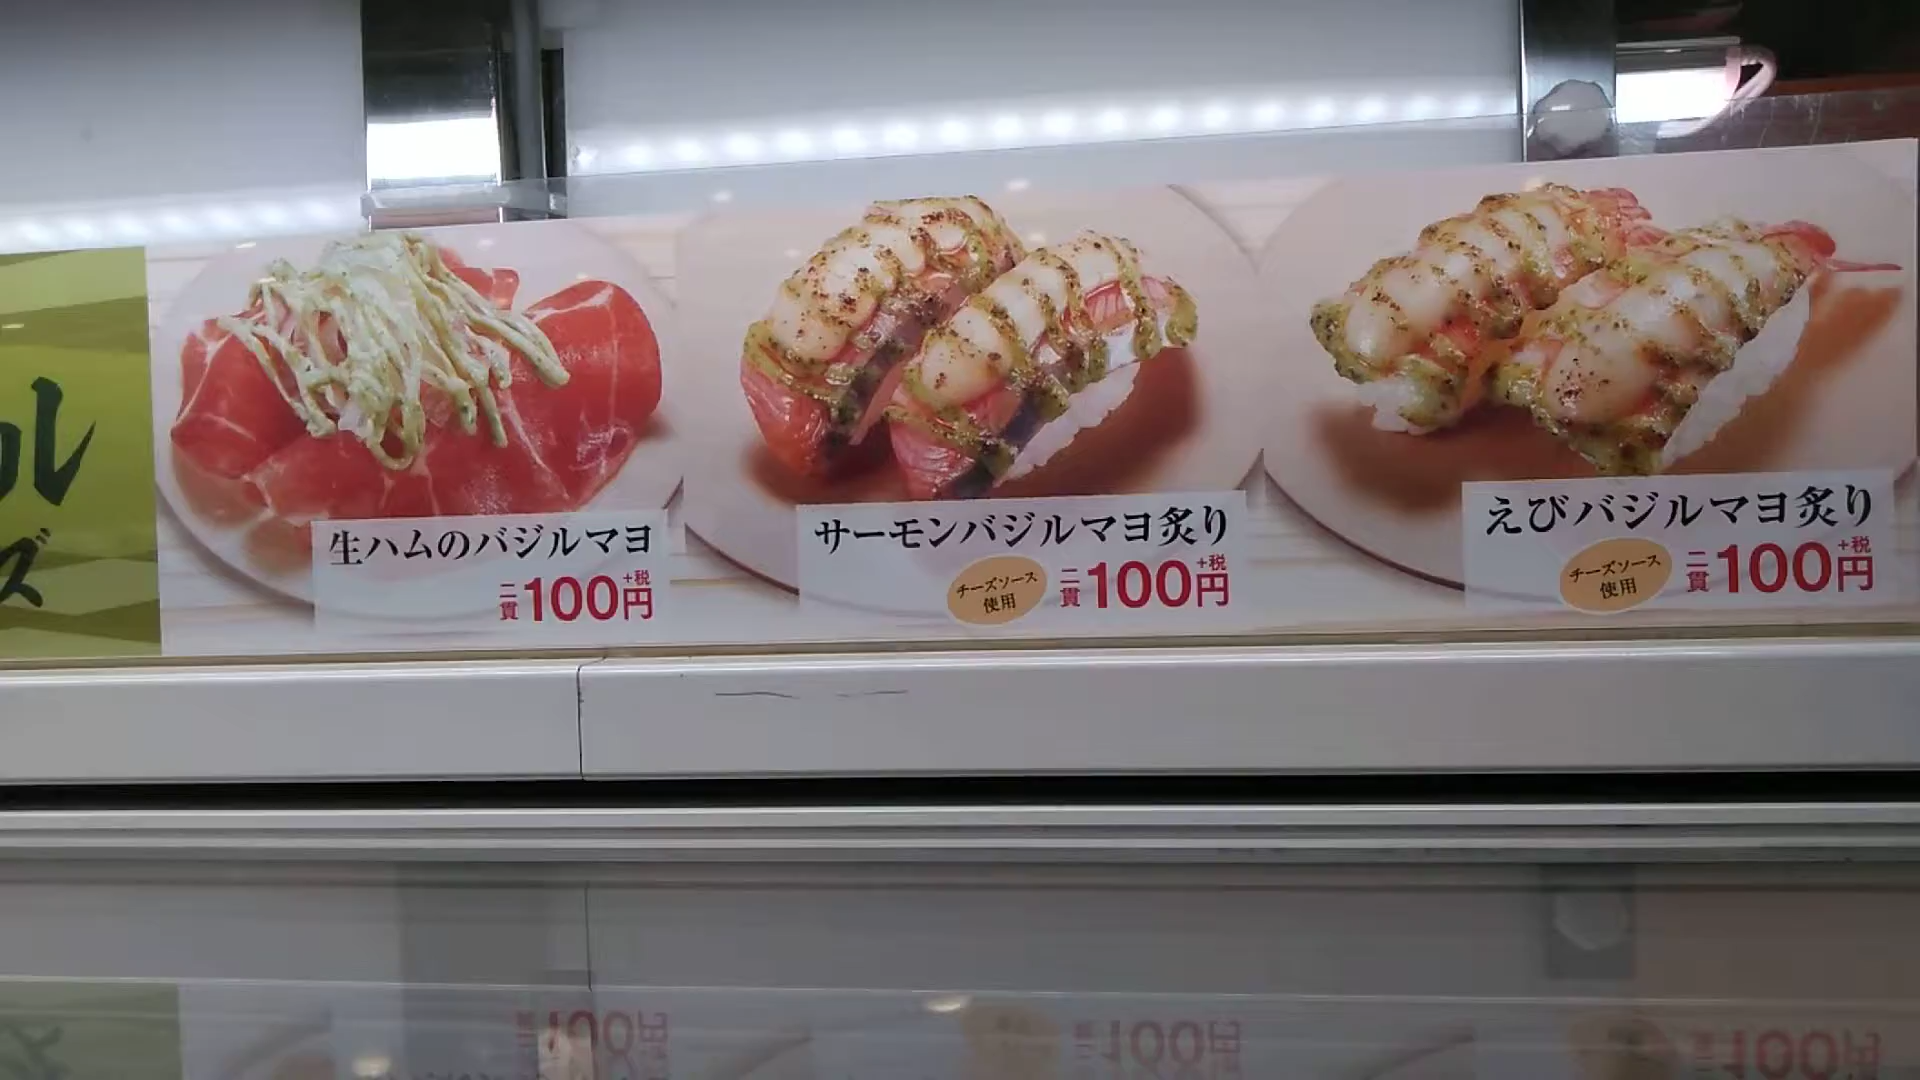 生ハムのバジルマヨ
二貫100円+税
サーモンバジルマヨ炙り
チーズソース
使用
二貫100円+税
えびバジルマヨ炙り
チーズソース
使用
二貫100円+税
ル
ズ